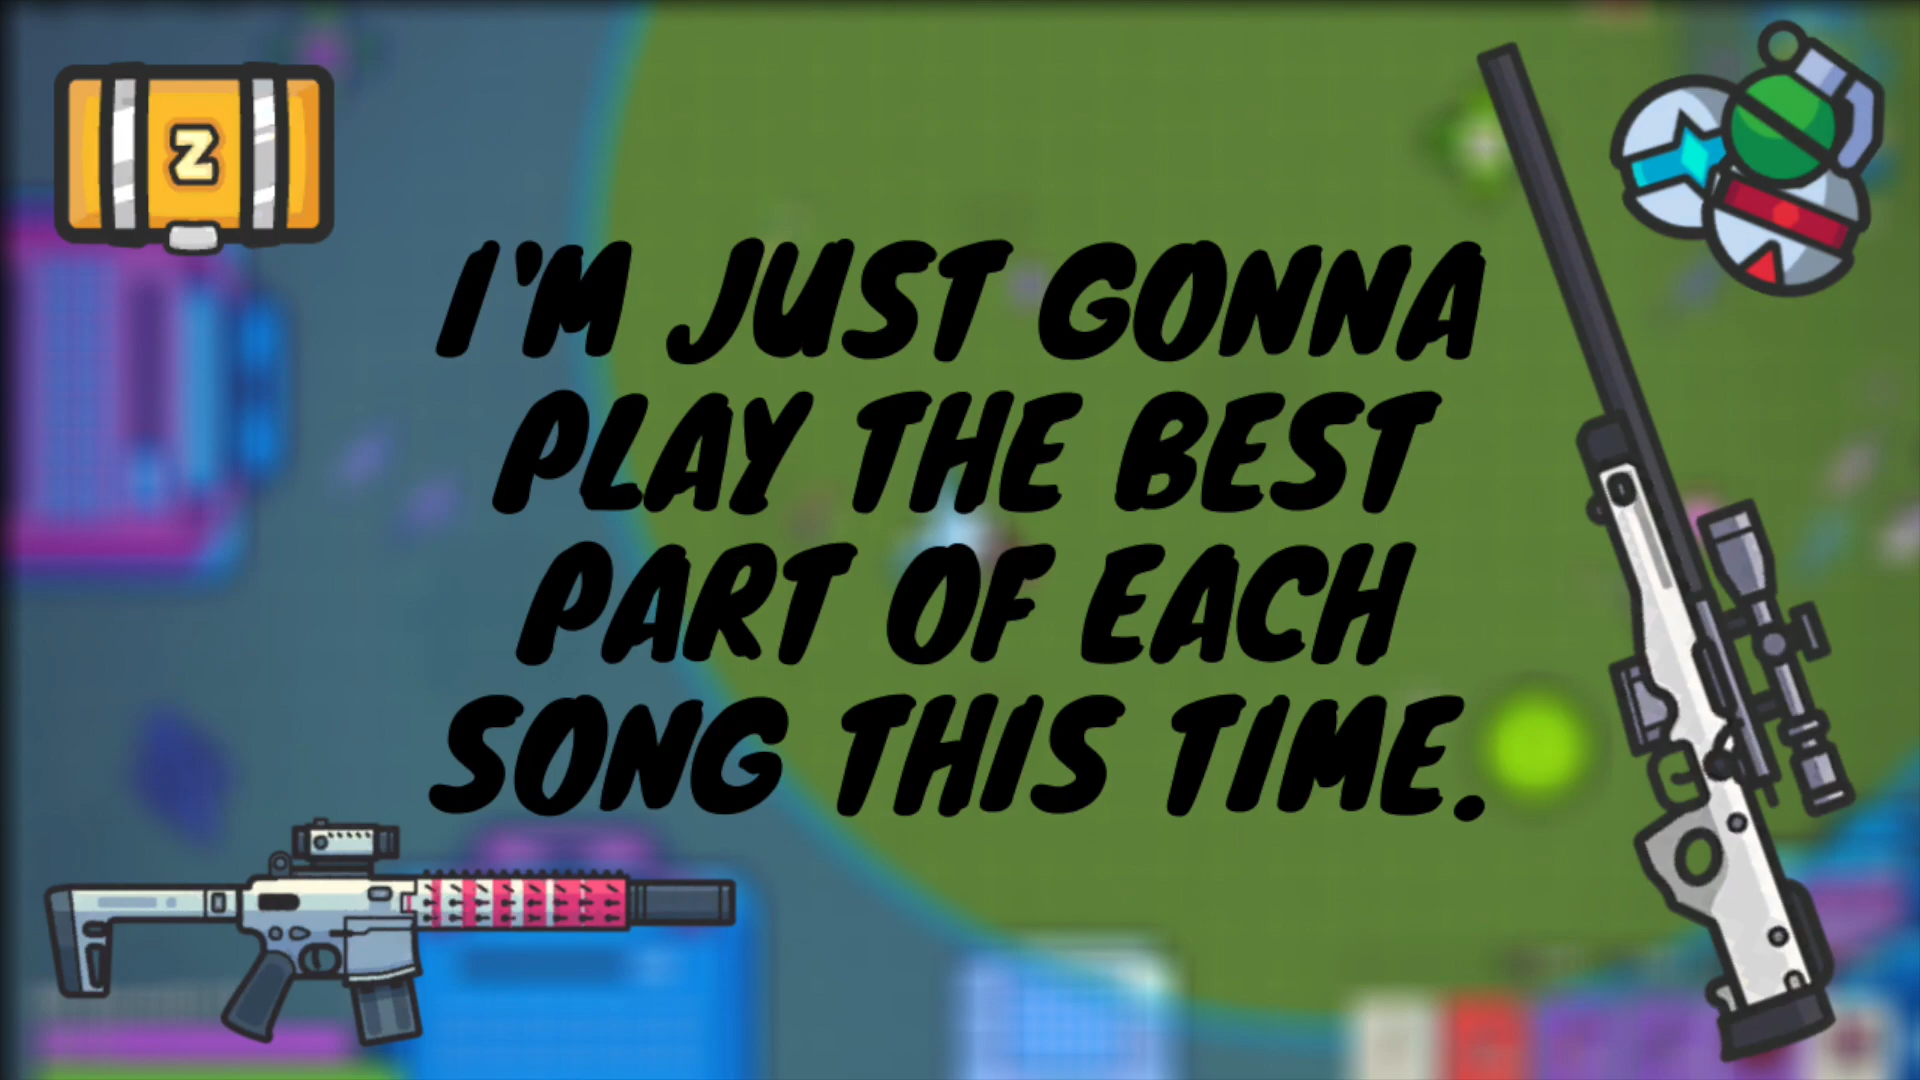 Z
I'M JUST GONNA
PLAY THE BEST
PART OF EACH
SONG THIS TIME.